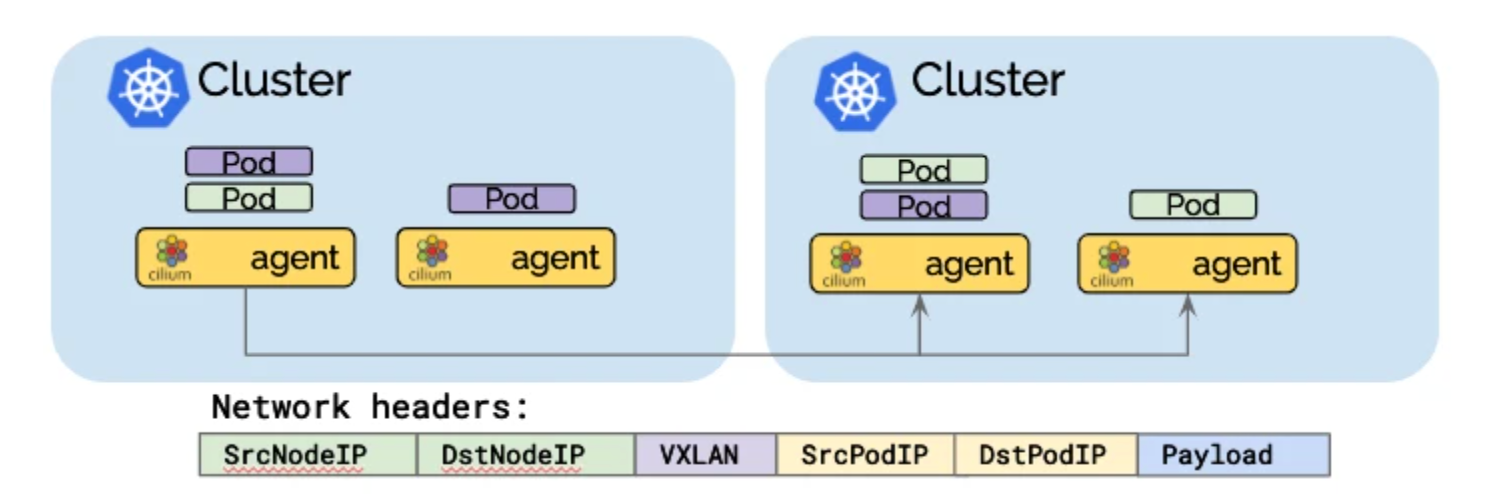 Cluster
Cluster
Pod
Pod
Pod
Pod
Pod
Pod
cilium agent
cilium agent
cilium agent
cilium agent
Network headers:
SrcNodeIP DstNodeIP VXLAN SrcPodIP DstPodIP Payload